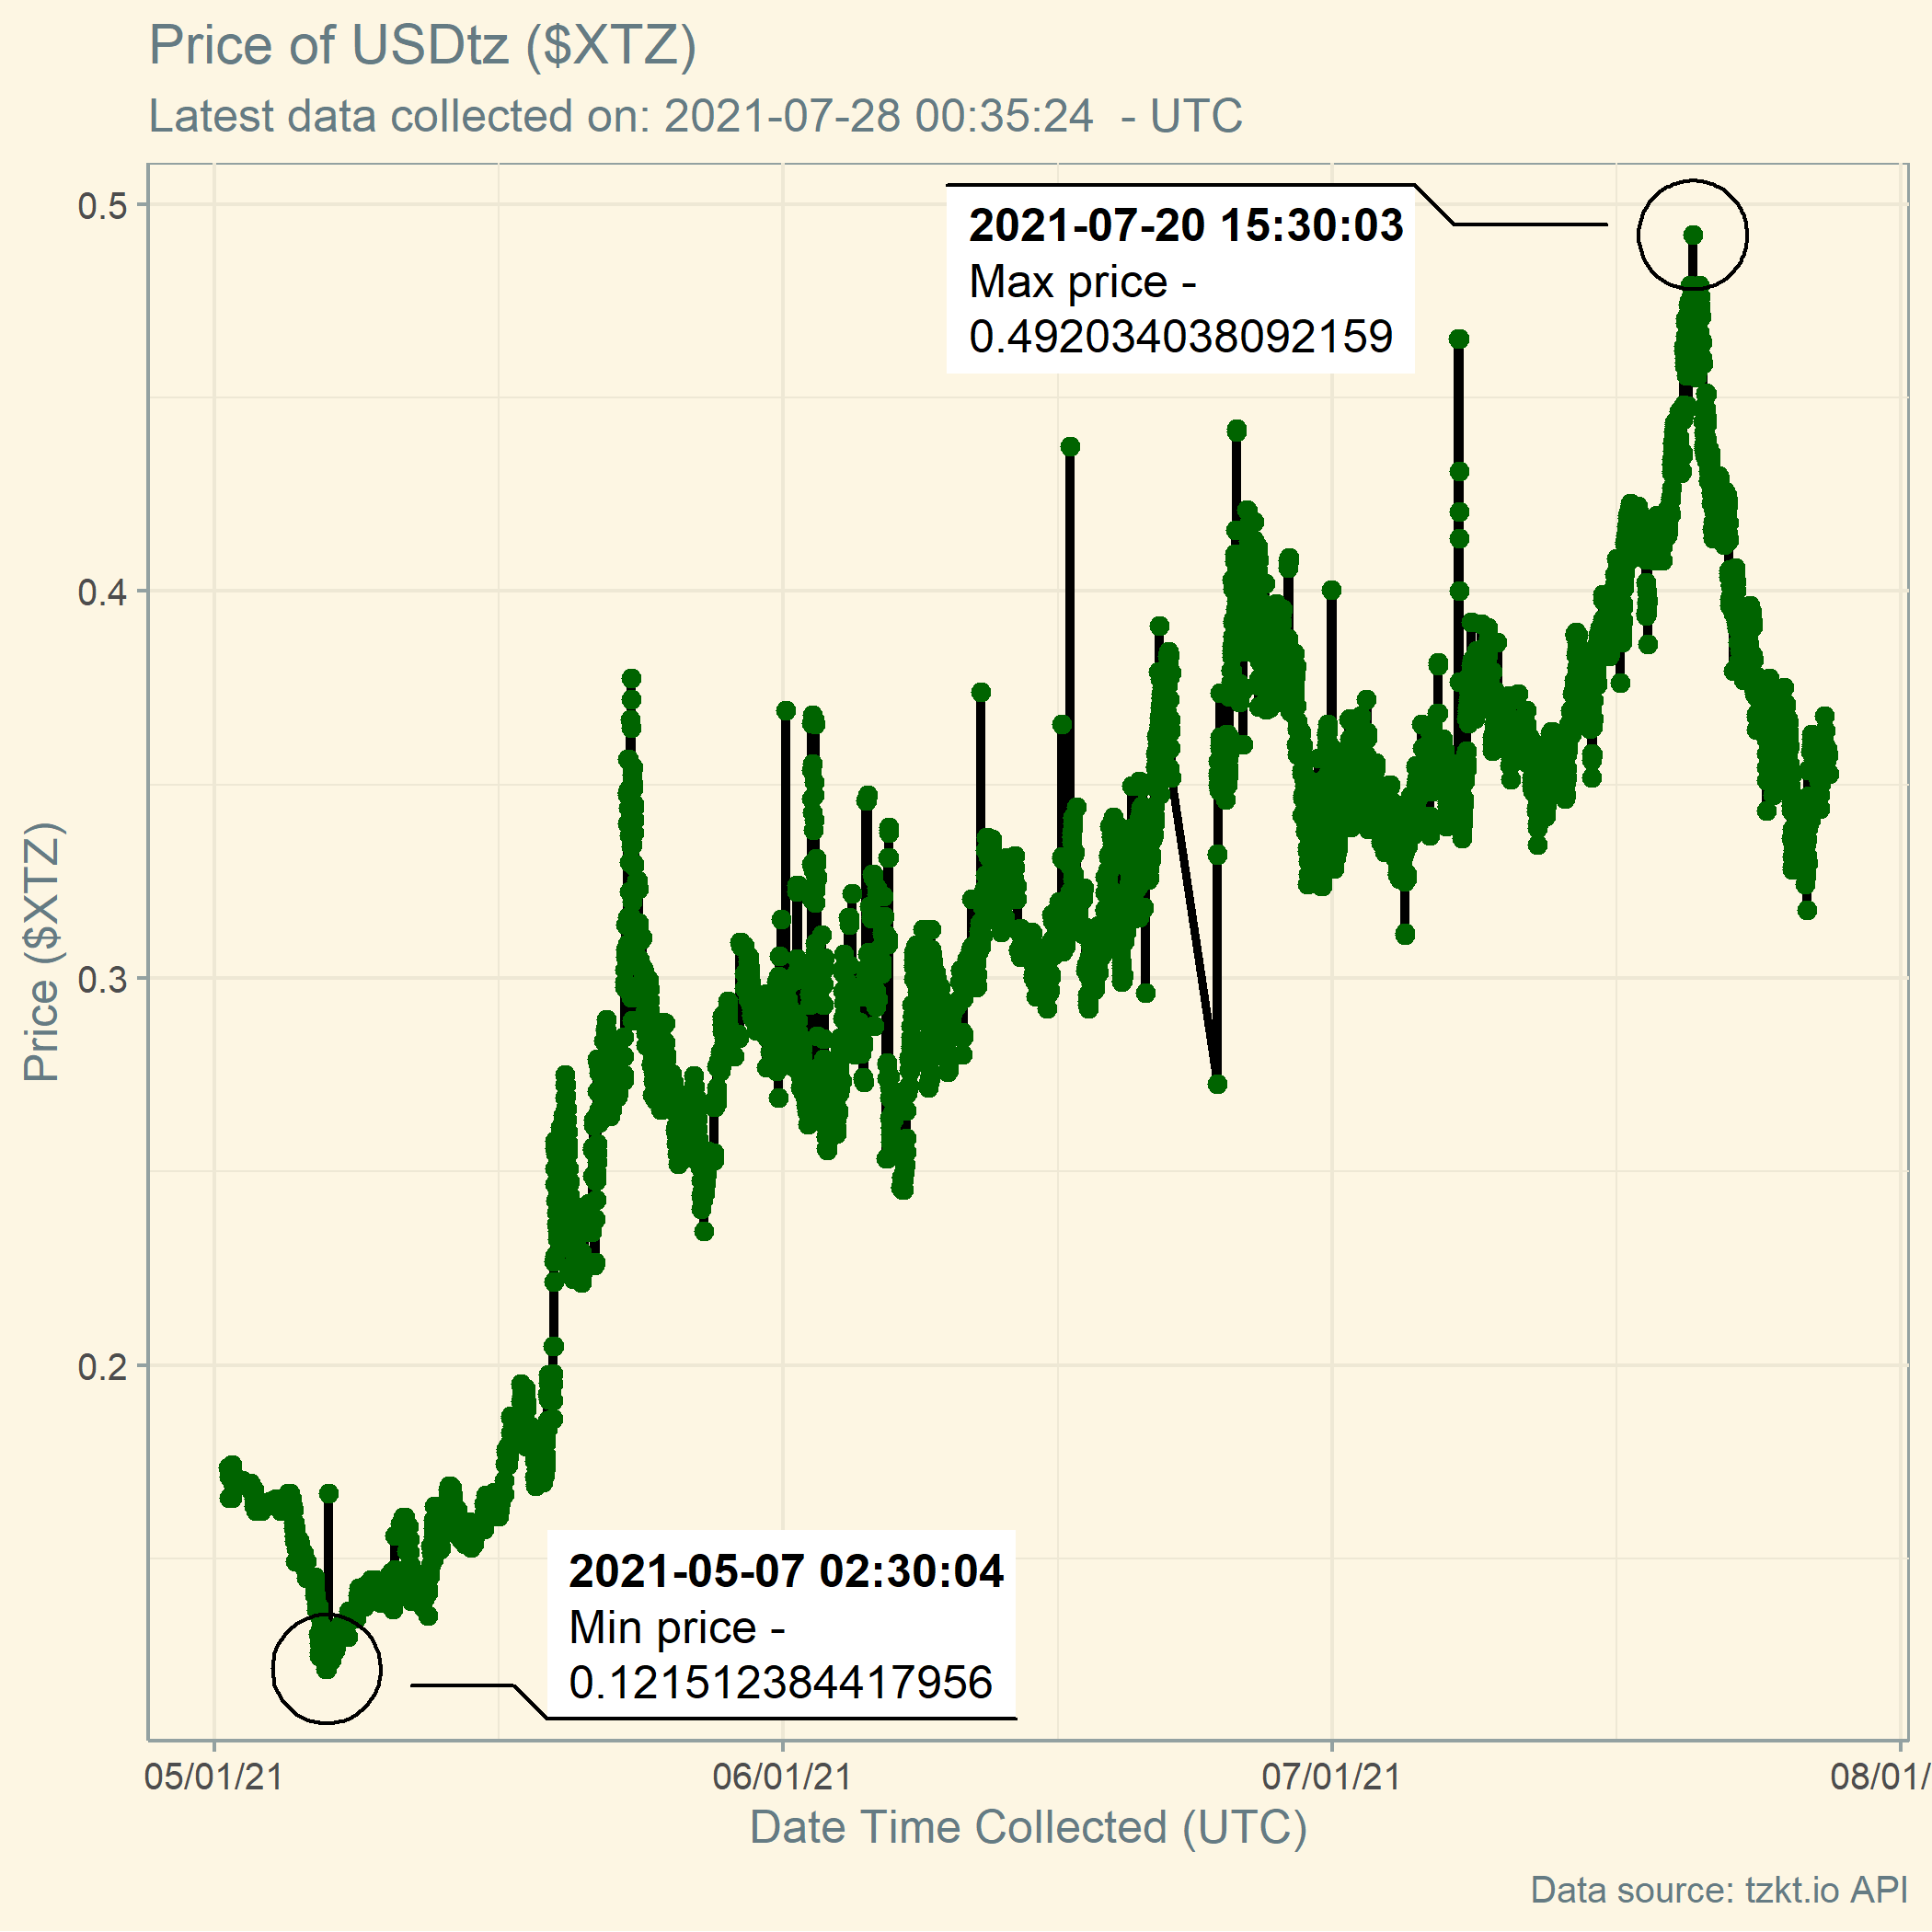 Price of USDtz ($XTZ)
Latest data collected on: 2021-07-28 00:35:24  - UTC
0.5
0.4
0.3
0.2
Price ($XTZ)
2021-07-20 15:30:03
Max price -
0.492034038092159
2021-05-07 02:30:04
Min price -
0.121512384417956
05/01/21
06/01/21
07/01/21
08/01/
Date Time Collected (UTC)
Data source: tzkt.io API